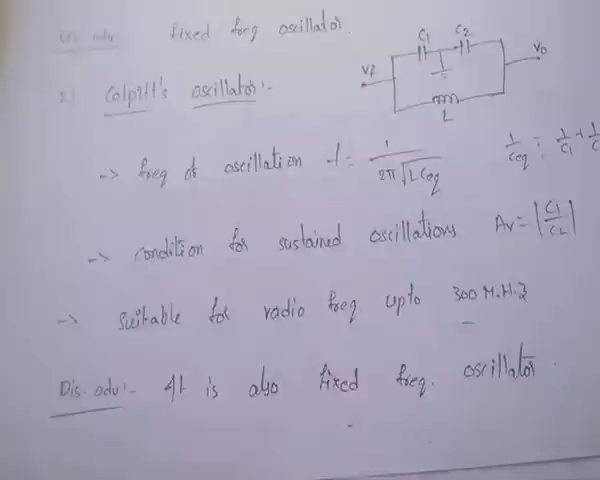 Dis. adv:- fixed freq oscillator.
C1 C2
Vf Vo
L
2) Colpitt's oscillator:-
-> freq of oscillation f = 1/2π√LCeq 1/Ceq = 1/C1 + 1/C
-> condition for sustained oscillations Av = |C1/C2|
-> suitable for radio freq upto 300 M.H.Z
Dis. adv:- It is also fixed freq. oscillator.